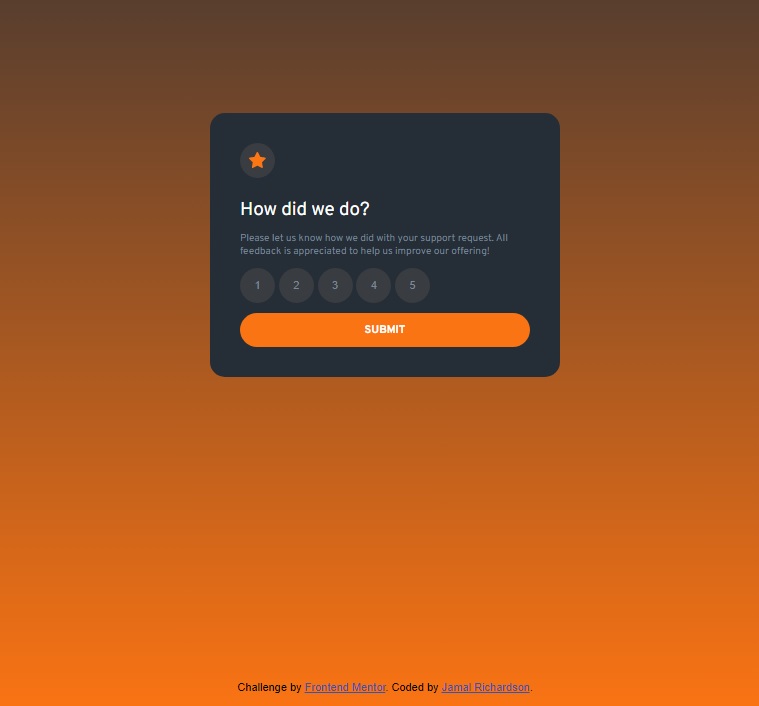 How did we do?
Please let us know how we did with your support request. All
feedback is appreciated to help us improve our offering!
1 2 3 4 5
SUBMIT
Challenge by Frontend Mentor. Coded by Jamal Richardson.